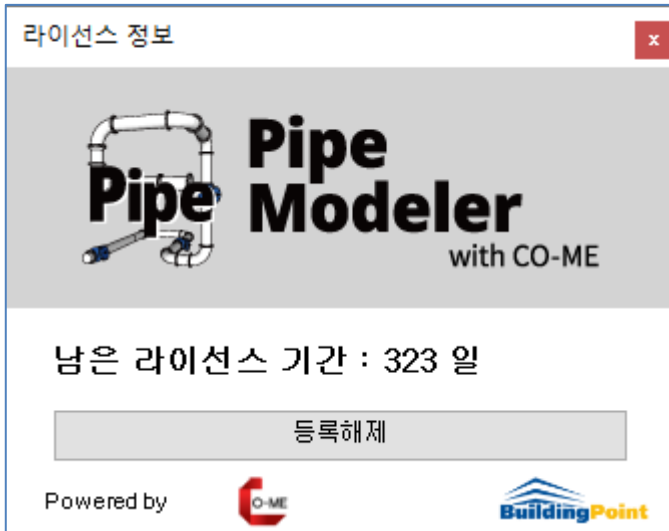 라이선스 정보
x
Pipe
Pipe
Modeler
with CO-ME
남은 라이선스 기간 : 323 일
등록해제
Powered by
CO-ME
BuildingPoint